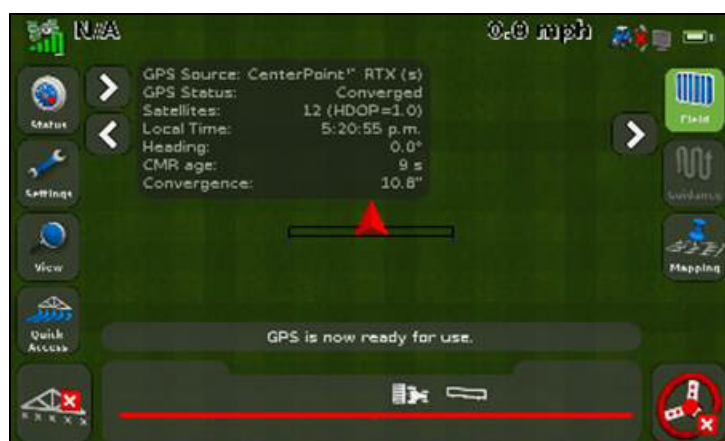 N/A
0.0 mph
GPS Source: CenterPoint™ RTX (s)
GPS Status: Converged
Satellites: 12 (HDOP=1.0)
Local Time: 5:20:55 p.m.
Heading: 0.0°
CMR age: 9 s
Convergence: 10.8"
Status
Settings
View
Quick
Access
Field
Guidance
Mapping
GPS is now ready for use.